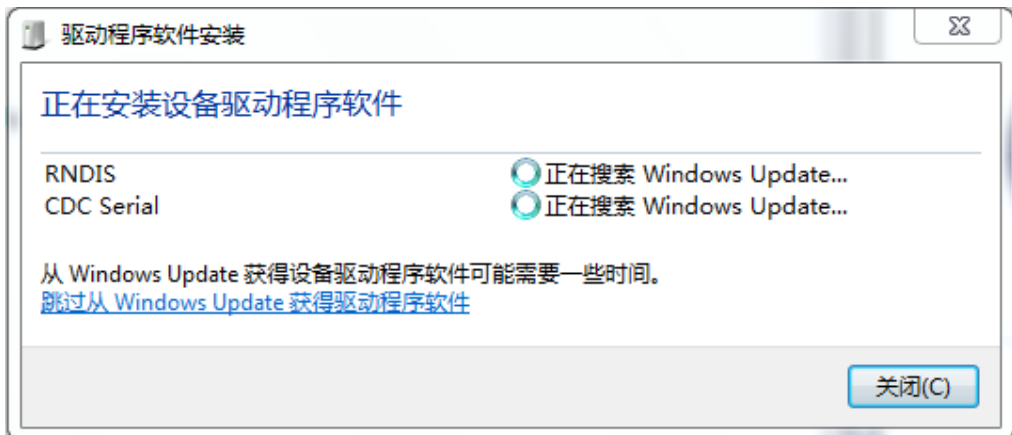 驱动程序软件安装
正在安装设备驱动程序软件
RNDIS 正在搜索 Windows Update...
CDC Serial 正在搜索 Windows Update...
从 Windows Update 获得设备驱动程序软件可能需要一些时间。
跳过从 Windows Update 获得驱动程序软件
关闭(C)